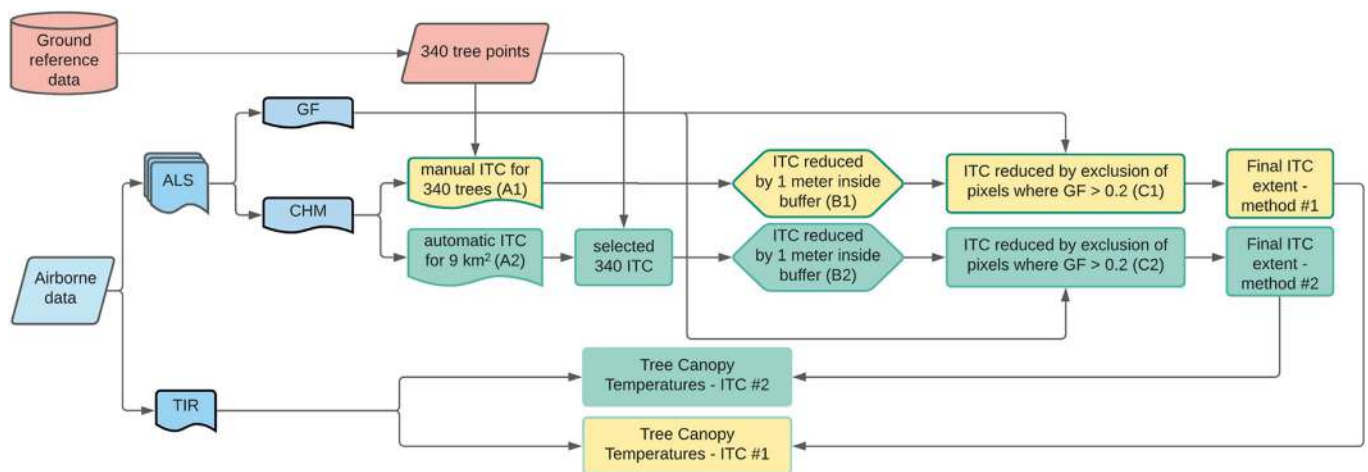 Ground
reference
data
340 tree points
GF
ALS
CHM
manual ITC for
340 trees (A1)
ITC reduced
by 1 meter inside
buffer (B1)
ITC reduced by exclusion of
pixels where GF > 0.2 (C1)
Final ITC
extent -
method #1
automatic ITC
for 9 km² (A2)
selected
340 ITC
ITC reduced
by 1 meter inside
buffer (B2)
ITC reduced by exclusion of
pixels where GF > 0.2 (C2)
Final ITC
extent -
method #2
Airborne
data
Tree Canopy
Temperatures - ITC #2
TIR
Tree Canopy
Temperatures - ITC #1